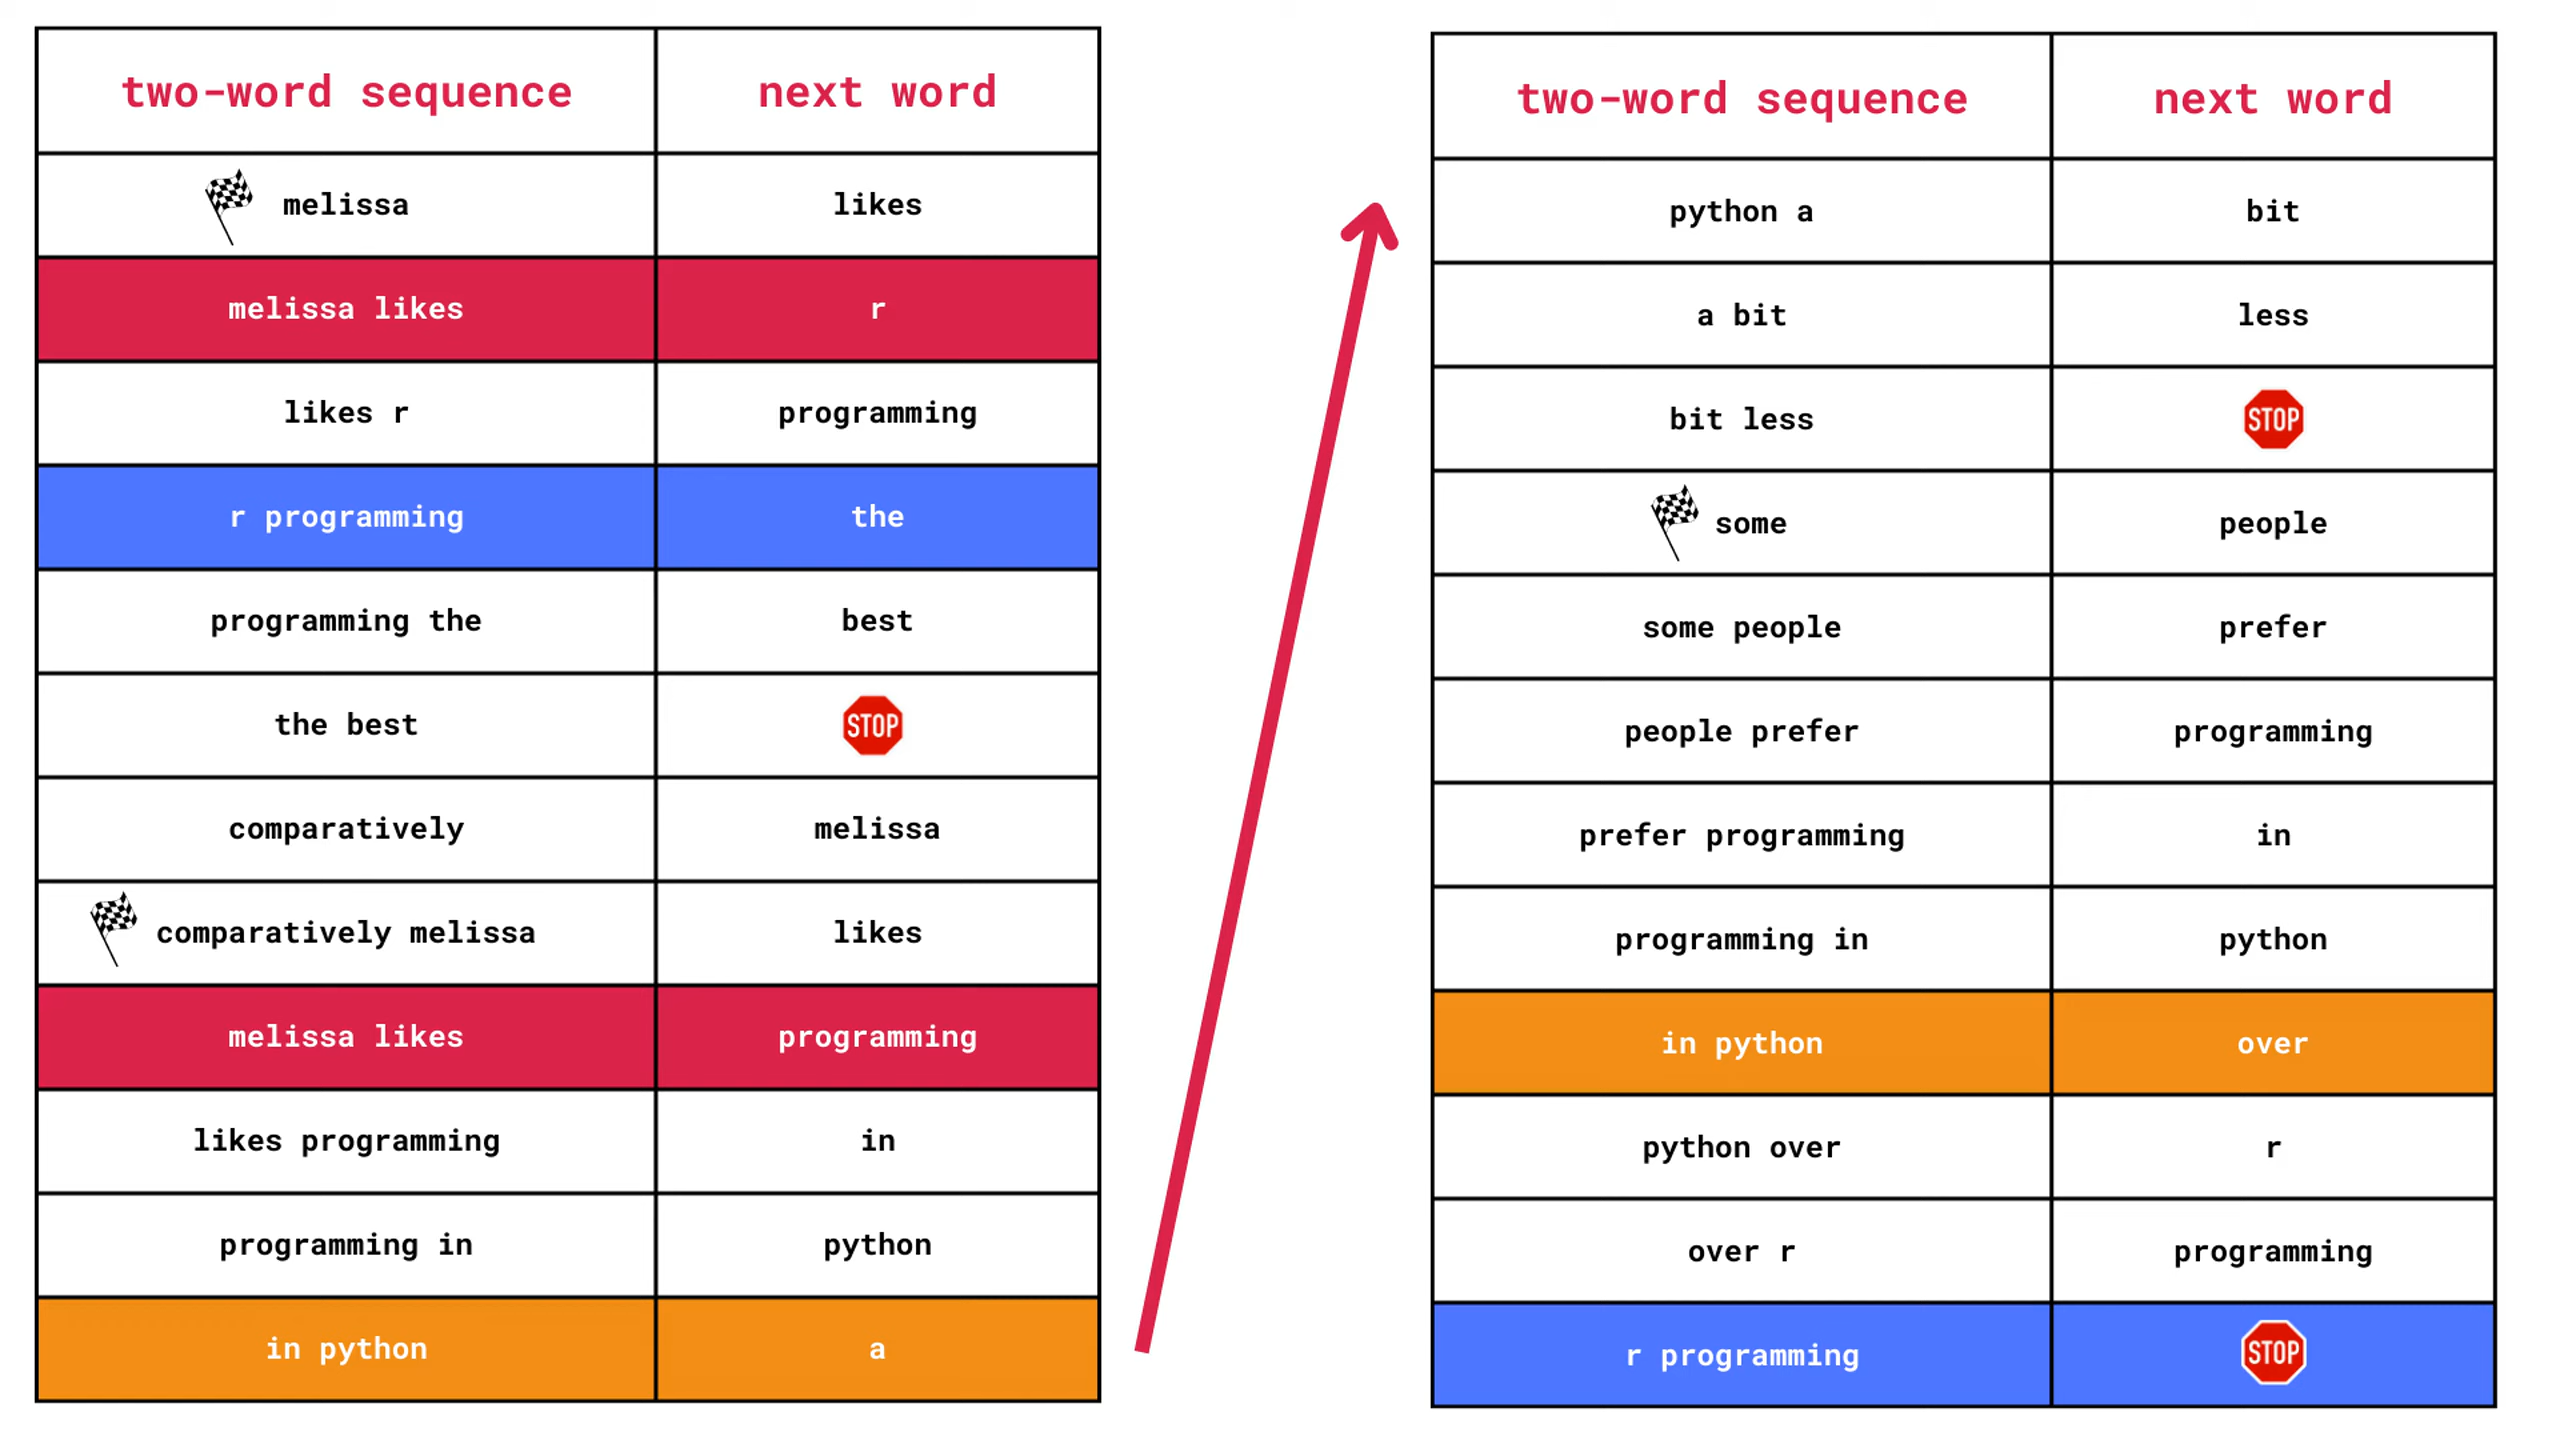 two-word sequence next word
melissa likes
melissa likes r
likes r programming
r programming the
programming the best
the best STOP
comparatively melissa
comparatively melissa likes
melissa likes programming
likes programming in
programming in python
in python a
two-word sequence next word
python a bit
a bit less
bit less STOP
some people
some people prefer
people prefer programming
prefer programming in
programming in python
in python over
python over r
over r programming
r programming STOP